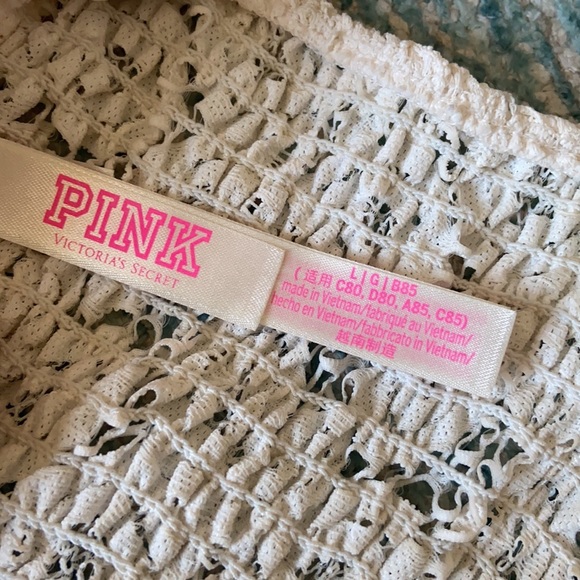 PINK
VICTORIA'S SECRET
L | G | B85
( 适用 C80, D80, A85, C85)
made in Vietnam/fabriqué au Vietnam/
hecho en Vietnam/fabbricato in Vietnam/
越南制造